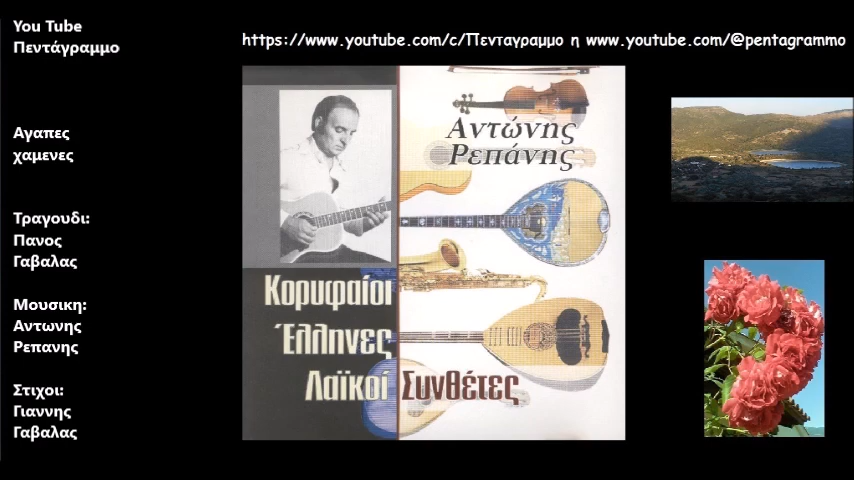 You Tube
Πεντάγραμμο
https://www.youtube.com/c/Πενταγραμμο η www.youtube.com/@pentagrammo
Αγαπες
χαμενες
Τραγουδι:
Πανος
Γαβαλας
Μουσικη:
Αντωνης
Ρεπανης
Στιχοι:
Γιαννης
Γαβαλας
Αντώνης
Ρεπάνης
Κορυφαίοι
Έλληνες
Λαϊκοί Συνθέτες